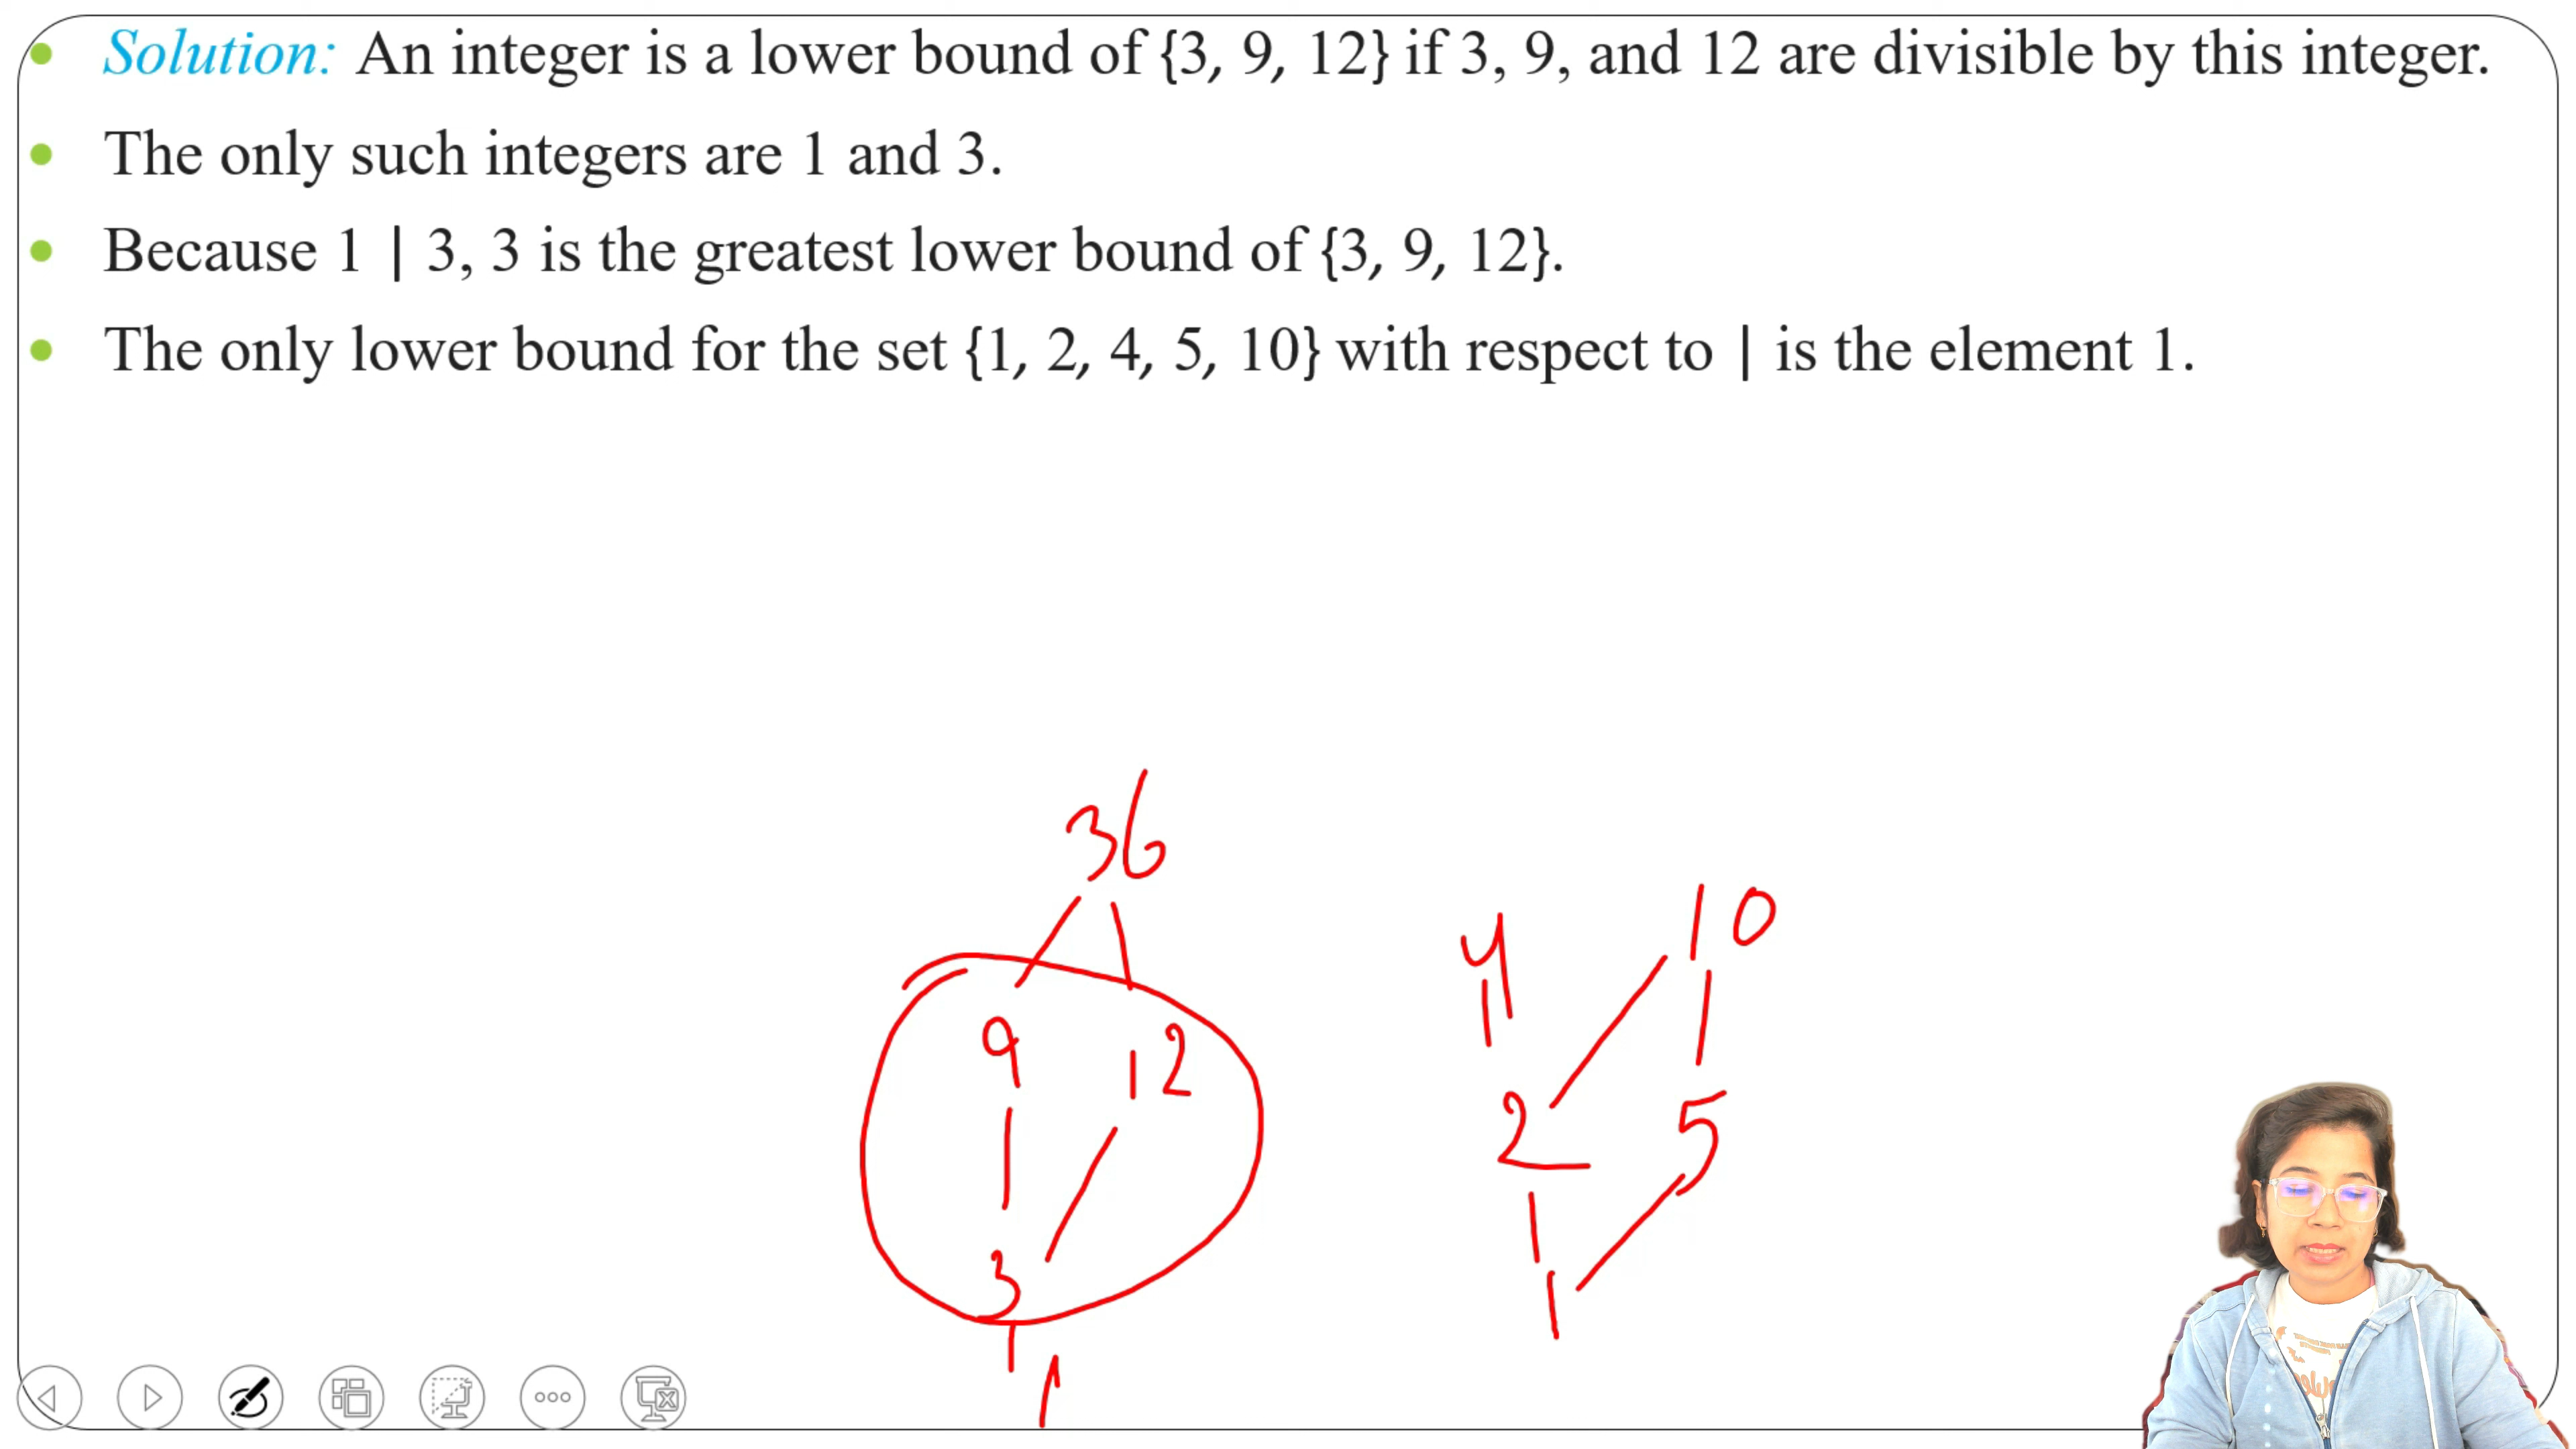 Solution: An integer is a lower bound of {3, 9, 12} if 3, 9, and 12 are divisible by this integer.
The only such integers are 1 and 3.
Because 1 | 3, 3 is the greatest lower bound of {3, 9, 12}.
The only lower bound for the set {1, 2, 4, 5, 10} with respect to | is the element 1.
36
9 12
3
1
4 10
2 5
1